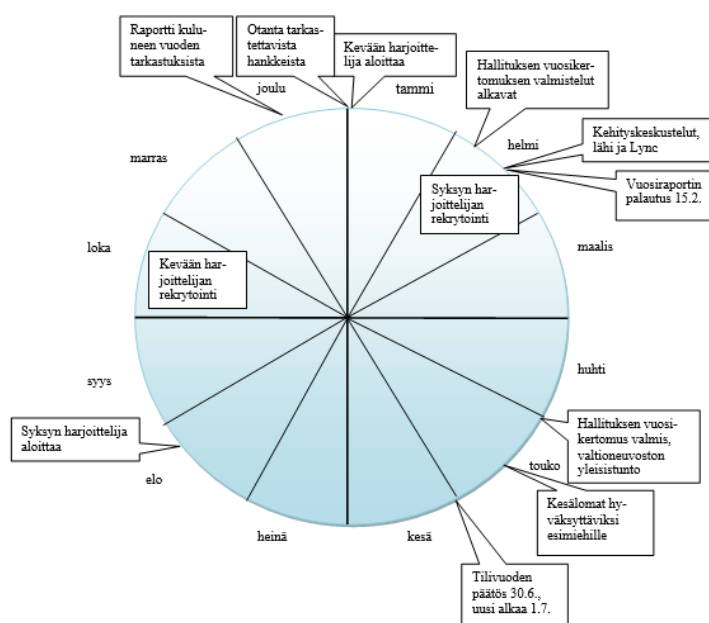 Raportti kulu-
neen vuoden
tarkastuksista
Otanta tarkas-
tettavista
hankkeista
Kevään harjoitte-
lija aloittaa
Hallituksen vuosiker-
tomuksen valmistelut
alkavat
joulu
tammi
helmi
Kehityskeskustelut,
lähi ja Lync
marras
Vuosiraportin
palautus 15.2.
Syksyn har-
joittelijan
rekrytointi
loka
maalis
Kevään har-
joittelijan
rekrytointi
syys
huhti
Syksyn harjoittelija
aloittaa
Hallituksen vuosi-
kertomus valmis,
valtioneuvoston
yleisistunto
elo
touko
Kesälomat hy-
väksyttäviksi
esimiehille
heinä
kesä
Tilivuoden
päätös 30.6.,
uusi alkaa 1.7.